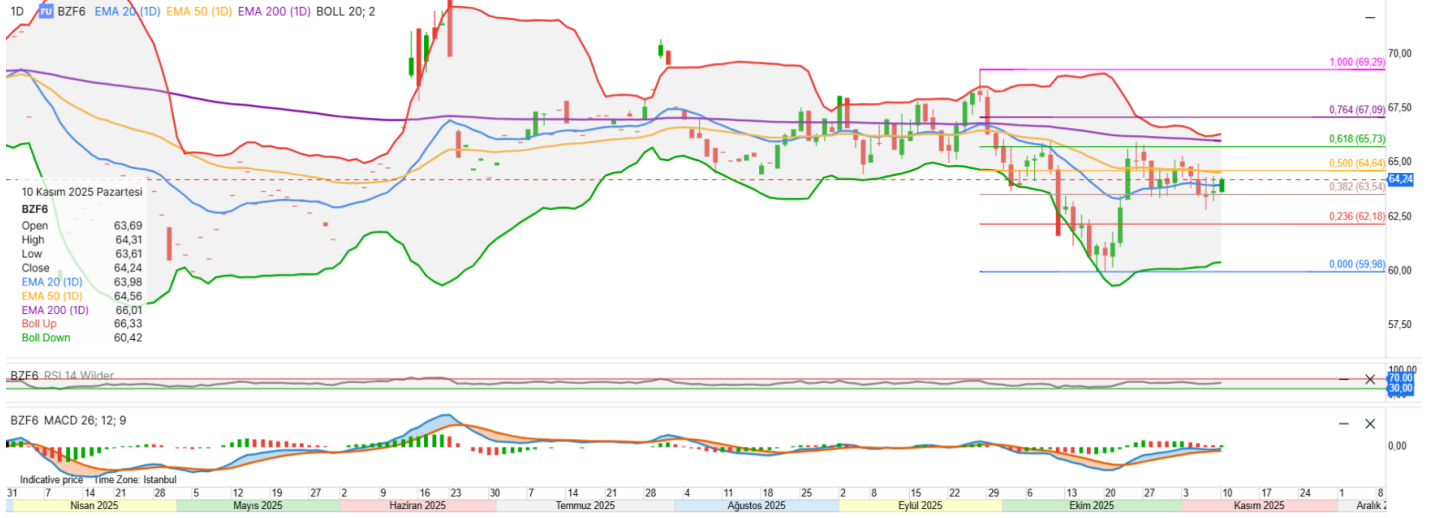 1D FU BZF6 EMA 20 (1D) EMA 50 (1D) EMA 200 (1D) BOLL 20; 2
70,00
1,000 (69,29)
67,50
0,764 (67,09)
0,618 (65,73)
65,00
0,500 (64,64)
64,24
0,382 (63,54)
62,50
0,236 (62,18)
60,00
0,000 (59,98)
57,50
10 Kasım 2025 Pazartesi
BZF6
Open 63,69
High 64,31
Low 63,61
Close 64,24
EMA 20 (1D) 63,98
EMA 50 (1D) 64,56
EMA 200 (1D) 66,01
Boll Up 66,33
Boll Down 60,42
BZF6 RSI 14 Wilder
100,00
70,00
30,00
BZF6 MACD 26; 12; 9
0,00
Indicative price Time Zone: Istanbul
31 7 14 21 28 5 12 19 27 2 9 16 23 30 7 14 21 28 4 11 18 25 2 8 15 22 29 6 13 20 27 3 10 17 24 1 8
Nisan 2025 Mayıs 2025 Haziran 2025 Temmuz 2025 Ağustos 2025 Eylül 2025 Ekim 2025 Kasım 2025 Aralık 2